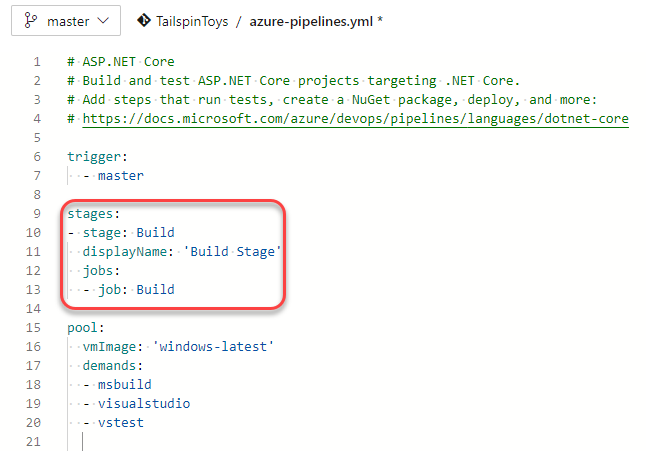 master TailspinToys / azure-pipelines.yml *
1 # ASP.NET Core
2 # Build and test ASP.NET Core projects targeting .NET Core.
3 # Add steps that run tests, create a NuGet package, deploy, and more:
4 # https://docs.microsoft.com/azure/devops/pipelines/languages/dotnet-core
5
6 trigger:
7   - master
8
9 stages:
10 - stage: Build
11   displayName: 'Build Stage'
12   jobs:
13   - job: Build
14
15 pool:
16   vmImage: 'windows-latest'
17   demands:
18   - msbuild
19   - visualstudio
20   - vstest
21